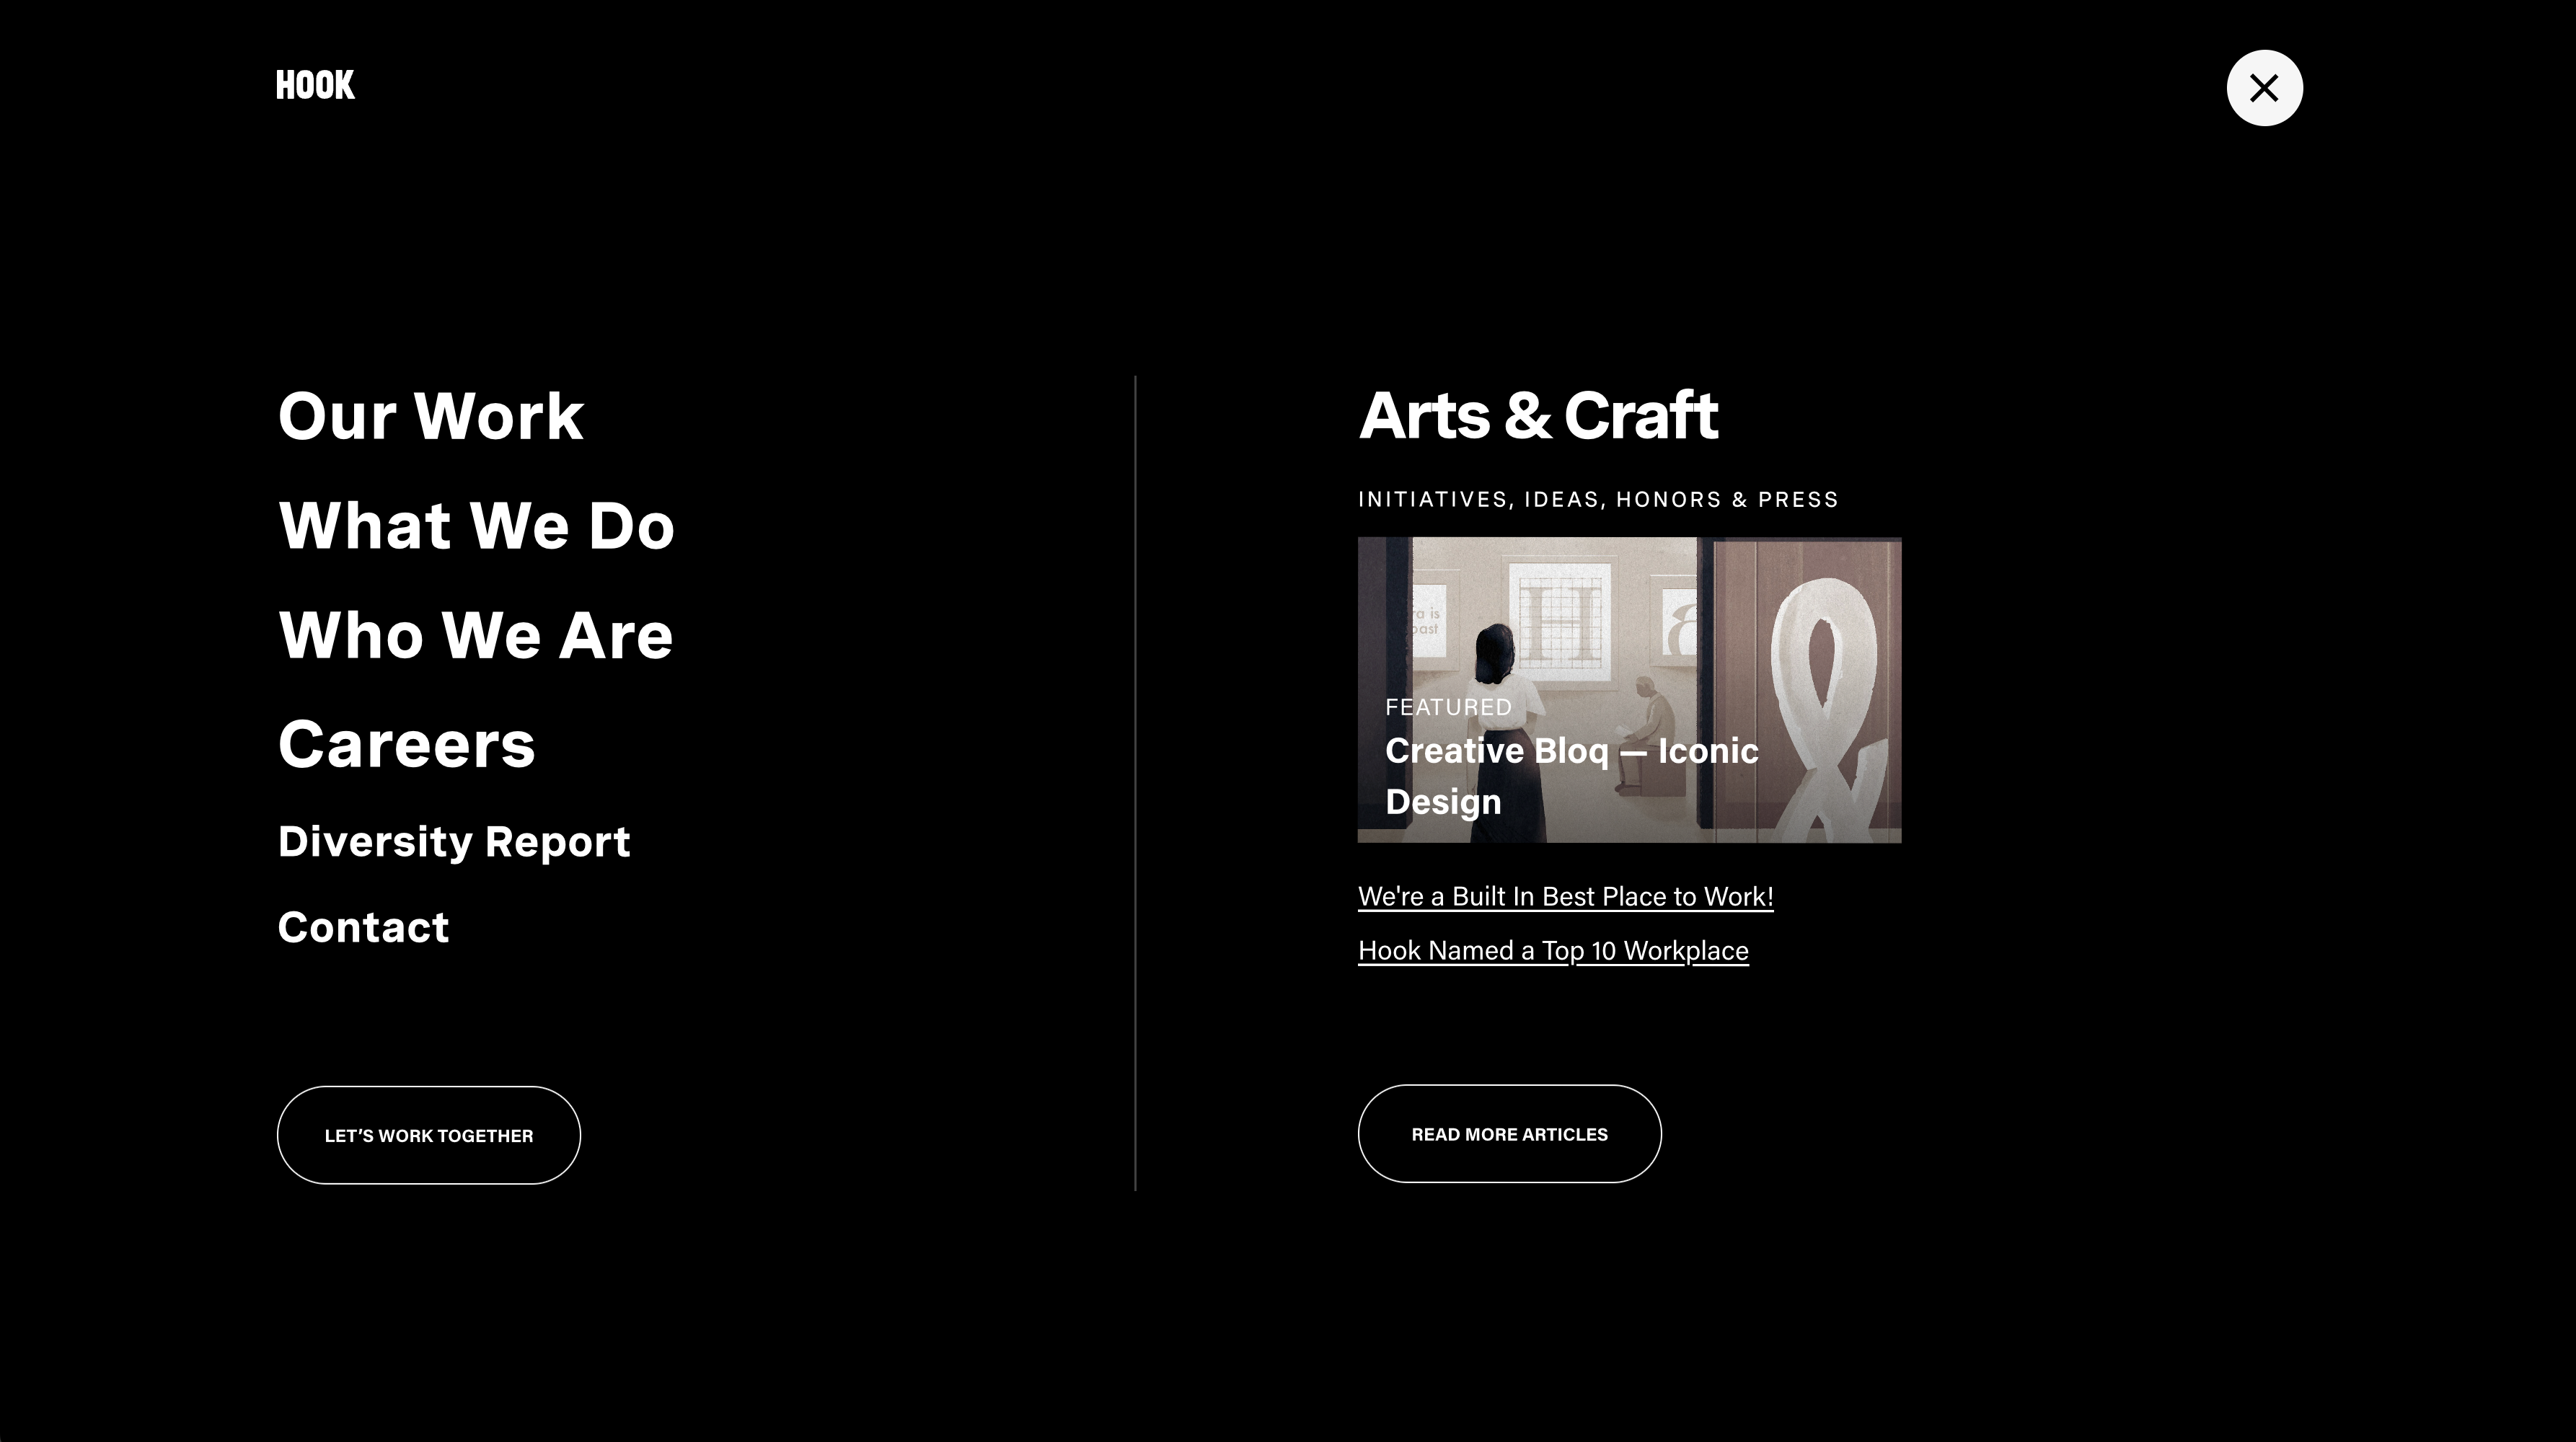 HOOK
Our Work
What We Do
Who We Are
Careers
Diversity Report
Contact
LET’S WORK TOGETHER
Arts & Craft
INITIATIVES, IDEAS, HONORS & PRESS
ra is
H
a
FEATURED
Creative Bloq — Iconic
Design
We're a Built In Best Place to Work!
Hook Named a Top 10 Workplace
READ MORE ARTICLES